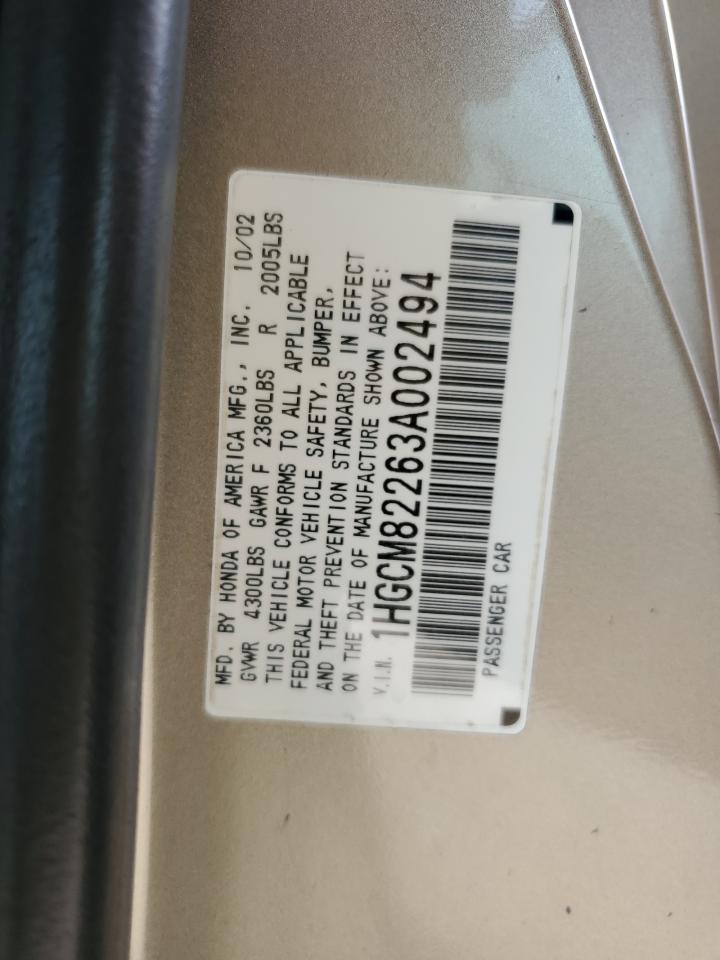 MFD. BY HONDA OF AMERICA MFG., INC. 10/02
GVWR 4300LBS GAWR F 2360LBS R 2005LBS
THIS VEHICLE CONFORMS TO ALL APPLICABLE
FEDERAL MOTOR VEHICLE SAFETY, BUMPER,
AND THEFT PREVENTION STANDARDS IN EFFECT
ON THE DATE OF MANUFACTURE SHOWN ABOVE:
V.I.N. 1HGCM82263A002494
PASSENGER CAR